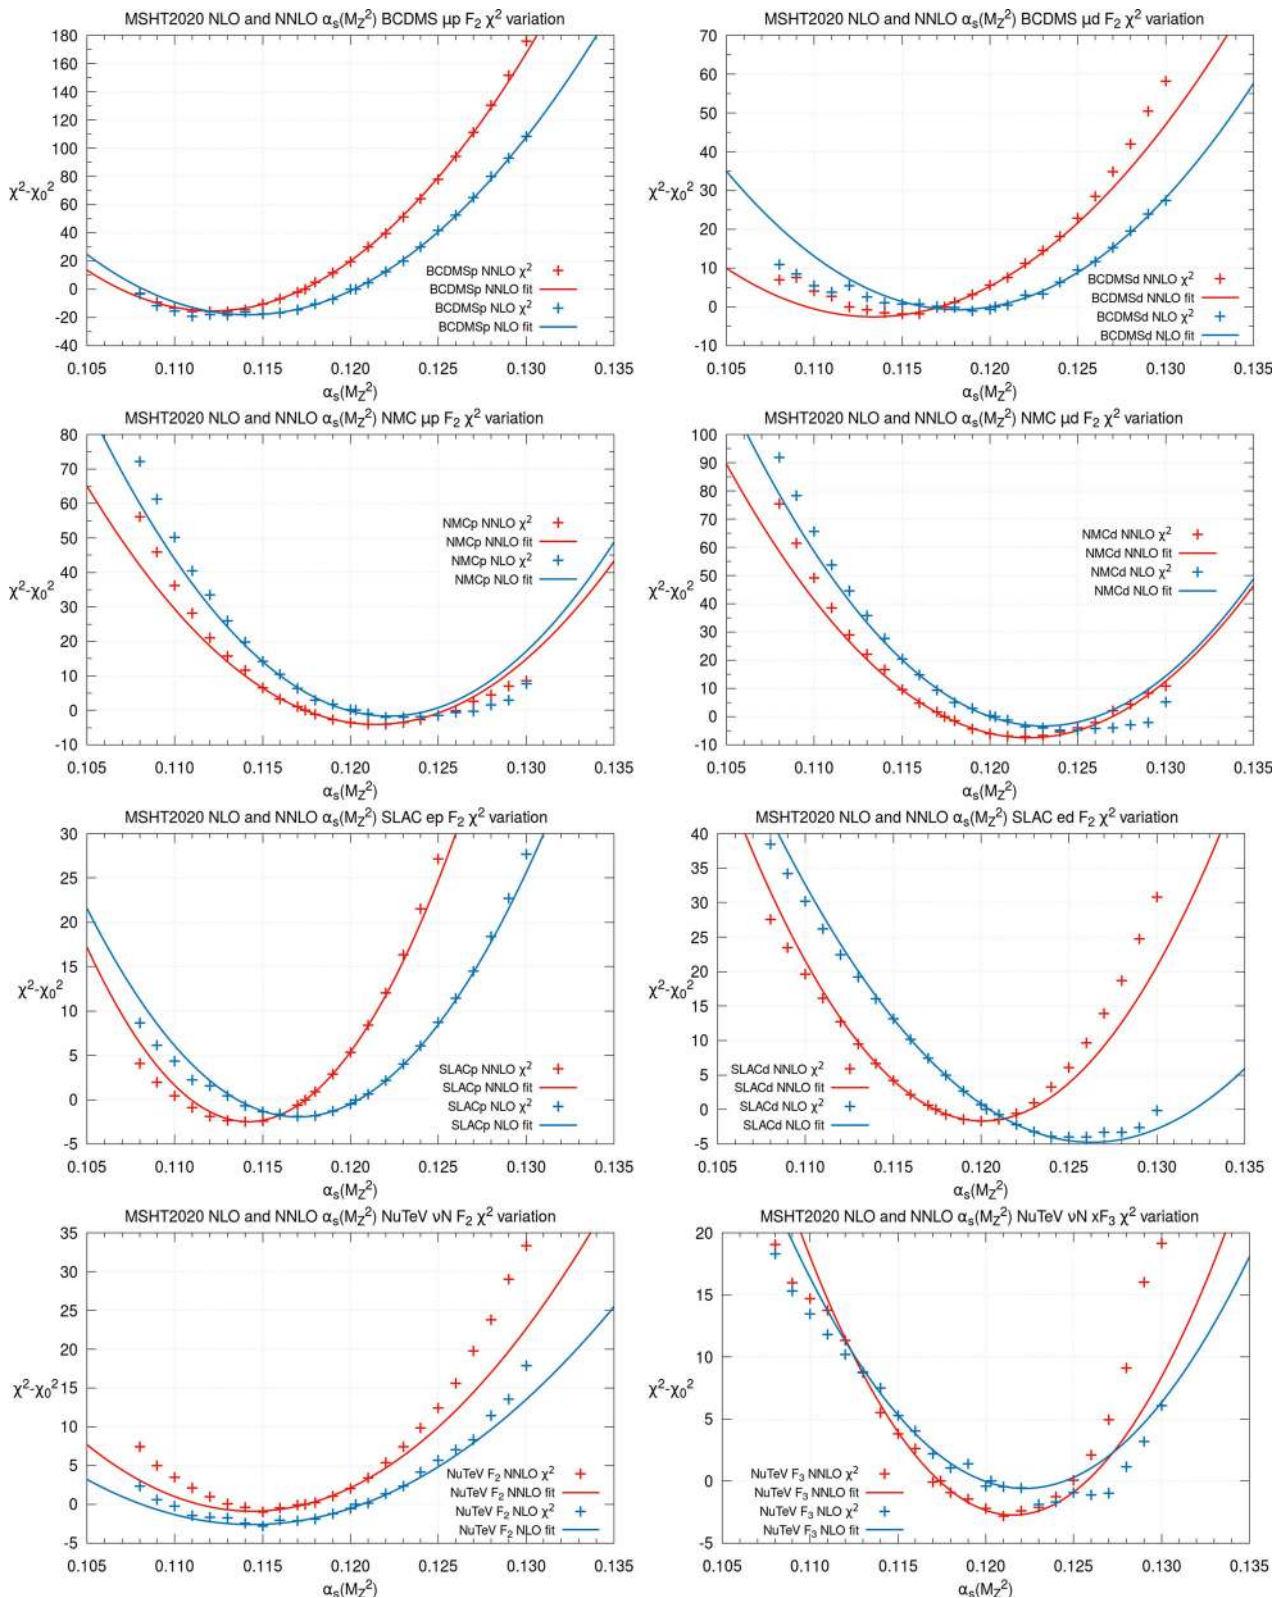 MSHT2020 NLO and NNLO αs(MZ²) BCDMS μp F2 χ² variation
180
160
140
120
100
80
60
40
20
0
-20
-40
χ²-χ0²
BCDMSp NNLO χ²
BCDMSp NNLO fit
BCDMSp NLO χ²
BCDMSp NLO fit
0.105 0.110 0.115 0.120 0.125 0.130 0.135
αs(MZ²)
MSHT2020 NLO and NNLO αs(MZ²) BCDMS μd F2 χ² variation
70
60
50
40
30
20
10
0
-10
χ²-χ0²
BCDMSd NNLO χ²
BCDMSd NNLO fit
BCDMSd NLO χ²
BCDMSd NLO fit
0.105 0.110 0.115 0.120 0.125 0.130 0.135
αs(MZ²)
MSHT2020 NLO and NNLO αs(MZ²) NMC μp F2 χ² variation
80
70
60
50
40
30
20
10
0
-10
χ²-χ0²
NMCp NNLO χ²
NMCp NNLO fit
NMCp NLO χ²
NMCp NLO fit
0.105 0.110 0.115 0.120 0.125 0.130 0.135
αs(MZ²)
MSHT2020 NLO and NNLO αs(MZ²) NMC μd F2 χ² variation
100
90
80
70
60
50
40
30
20
10
0
-10
χ²-χ0²
NMCd NNLO χ²
NMCd NNLO fit
NMCd NLO χ²
NMCd NLO fit
0.105 0.110 0.115 0.120 0.125 0.130 0.135
αs(MZ²)
MSHT2020 NLO and NNLO αs(MZ²) SLAC ep F2 χ² variation
30
25
20
15
10
5
0
-5
χ²-χ0²
SLACp NNLO χ²
SLACp NNLO fit
SLACp NLO χ²
SLACp NLO fit
0.105 0.110 0.115 0.120 0.125 0.130 0.135
αs(MZ²)
MSHT2020 NLO and NNLO αs(MZ²) SLAC ed F2 χ² variation
40
35
30
25
20
15
10
5
0
-5
χ²-χ0²
SLACd NNLO χ²
SLACd NNLO fit
SLACd NLO χ²
SLACd NLO fit
0.105 0.110 0.115 0.120 0.125 0.130 0.135
αs(MZ²)
MSHT2020 NLO and NNLO αs(MZ²) NuTeV νN F2 χ² variation
35
30
25
20
15
10
5
0
-5
χ²-χ0²
NuTeV F2 NNLO χ²
NuTeV F2 NNLO fit
NuTeV F2 NLO χ²
NuTeV F2 NLO fit
0.105 0.110 0.115 0.120 0.125 0.130 0.135
αs(MZ²)
MSHT2020 NLO and NNLO αs(MZ²) NuTeV νN xF3 χ² variation
20
15
10
5
0
-5
χ²-χ0²
NuTeV F3 NNLO χ²
NuTeV F3 NNLO fit
NuTeV F3 NLO χ²
NuTeV F3 NLO fit
0.105 0.110 0.115 0.120 0.125 0.130 0.135
αs(MZ²)